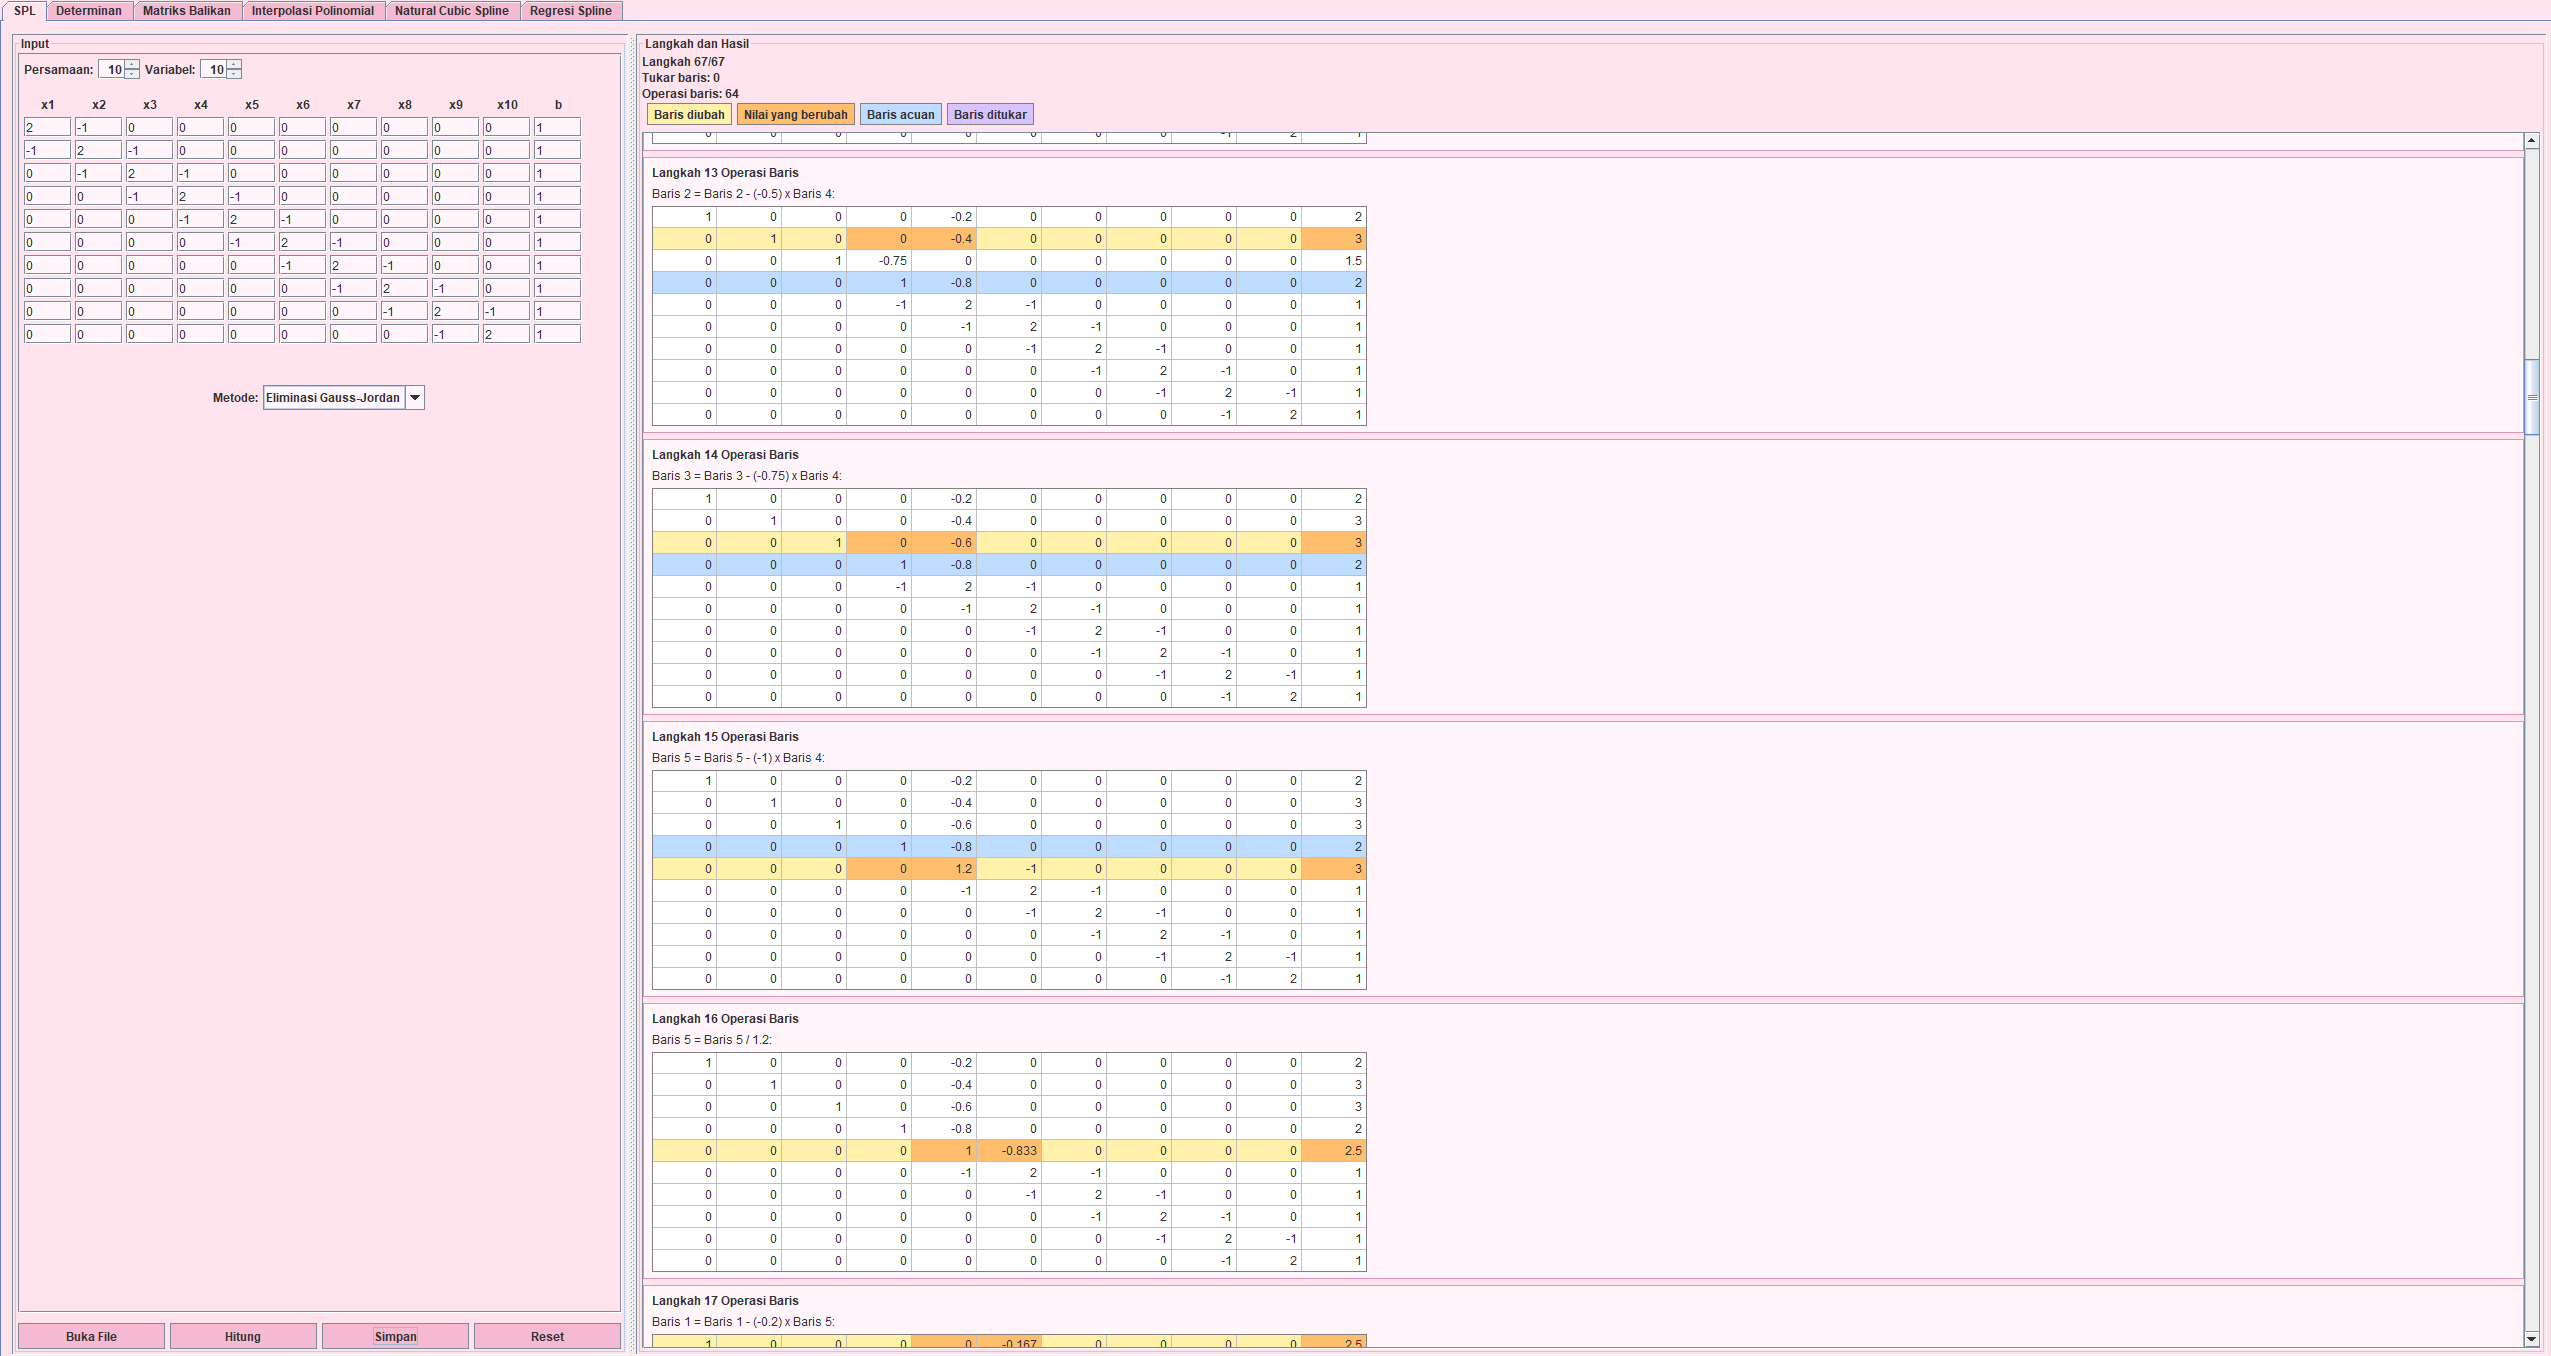 SPL Determinan Matriks Balikan Interpolasi Polinomial Natural Cubic Spline Regresi Spline
Input
Persamaan: 10 Variabel: 10
x1 x2 x3 x4 x5 x6 x7 x8 x9 x10 b
2 -1 0 0 0 0 0 0 0 0 1
-1 2 -1 0 0 0 0 0 0 0 1
0 -1 2 -1 0 0 0 0 0 0 1
0 0 -1 2 -1 0 0 0 0 0 1
0 0 0 -1 2 -1 0 0 0 0 1
0 0 0 0 -1 2 -1 0 0 0 1
0 0 0 0 0 -1 2 -1 0 0 1
0 0 0 0 0 0 -1 2 -1 0 1
0 0 0 0 0 0 0 -1 2 -1 1
0 0 0 0 0 0 0 0 -1 2 1
Metode: Eliminasi Gauss-Jordan
Buka File Hitung Simpan Reset
Langkah dan Hasil
Langkah 67/67
Tukar baris: 0
Operasi baris: 64
Baris diubah Nilai yang berubah Baris acuan Baris ditukar
0 0 0 0 0 0 0 0 -1 2 1
Langkah 13 Operasi Baris
Baris 2 = Baris 2 - (-0.5) x Baris 4:
1 0 0 0 -0.2 0 0 0 0 0 2
0 1 0 0 -0.4 0 0 0 0 0 3
0 0 1 -0.75 0 0 0 0 0 0 1.5
0 0 0 1 -0.8 0 0 0 0 0 2
0 0 0 -1 2 -1 0 0 0 0 1
0 0 0 0 -1 2 -1 0 0 0 1
0 0 0 0 0 -1 2 -1 0 0 1
0 0 0 0 0 0 -1 2 -1 0 1
0 0 0 0 0 0 0 -1 2 -1 1
0 0 0 0 0 0 0 0 -1 2 1
Langkah 14 Operasi Baris
Baris 3 = Baris 3 - (-0.75) x Baris 4:
1 0 0 0 -0.2 0 0 0 0 0 2
0 1 0 0 -0.4 0 0 0 0 0 3
0 0 1 0 -0.6 0 0 0 0 0 3
0 0 0 1 -0.8 0 0 0 0 0 2
0 0 0 -1 2 -1 0 0 0 0 1
0 0 0 0 -1 2 -1 0 0 0 1
0 0 0 0 0 -1 2 -1 0 0 1
0 0 0 0 0 0 -1 2 -1 0 1
0 0 0 0 0 0 0 -1 2 -1 1
0 0 0 0 0 0 0 0 -1 2 1
Langkah 15 Operasi Baris
Baris 5 = Baris 5 - (-1) x Baris 4:
1 0 0 0 -0.2 0 0 0 0 0 2
0 1 0 0 -0.4 0 0 0 0 0 3
0 0 1 0 -0.6 0 0 0 0 0 3
0 0 0 1 -0.8 0 0 0 0 0 2
0 0 0 0 1.2 -1 0 0 0 0 3
0 0 0 0 -1 2 -1 0 0 0 1
0 0 0 0 0 -1 2 -1 0 0 1
0 0 0 0 0 0 -1 2 -1 0 1
0 0 0 0 0 0 0 -1 2 -1 1
0 0 0 0 0 0 0 0 -1 2 1
Langkah 16 Operasi Baris
Baris 5 = Baris 5 / 1.2:
1 0 0 0 -0.2 0 0 0 0 0 2
0 1 0 0 -0.4 0 0 0 0 0 3
0 0 1 0 -0.6 0 0 0 0 0 3
0 0 0 1 -0.8 0 0 0 0 0 2
0 0 0 0 1 -0.833 0 0 0 0 2.5
0 0 0 0 -1 2 -1 0 0 0 1
0 0 0 0 0 -1 2 -1 0 0 1
0 0 0 0 0 0 -1 2 -1 0 1
0 0 0 0 0 0 0 -1 2 -1 1
0 0 0 0 0 0 0 0 -1 2 1
Langkah 17 Operasi Baris
Baris 1 = Baris 1 - (-0.2) x Baris 5:
1 0 0 0 0 -0.167 0 0 0 0 2.5